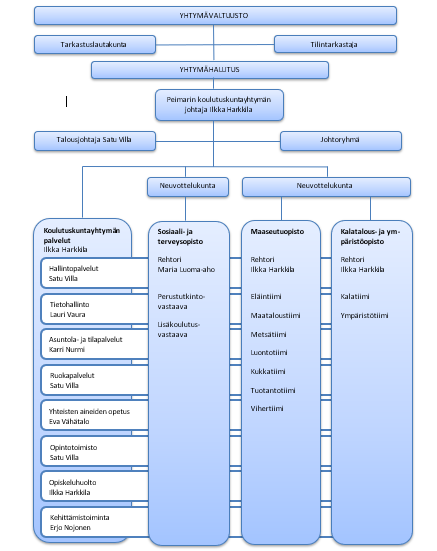 YHTYMÄVALTUUSTO
Tarkastuslautakunta
Tilintarkastaja
YHTYMÄHALLITUS
Peimarin koulutuskuntayhtymän
johtaja Ilkka Harkkila
Talousjohtaja Satu Villa
Johtoryhmä
Neuvottelukunta
Neuvottelukunta
Koulutuskuntayhtymän
palvelut
Ilkka Harkkila
Hallintopalvelut
Satu Villa
Tietohallinto
Lauri Vaura
Asuntola- ja tilapalvelut
Karri Nurmi
Ruokapalvelut
Satu Villa
Yhteisten aineiden opetus
Eva Vähätalo
Opintotoimisto
Satu Villa
Opiskeluhuolto
Ilkka Harkkila
Kehittämistoiminta
Erjo Nojonen
Sosiaali- ja
terveysopisto
Rehtori
Maria Luoma-aho
Perustutkinto-
vastaava
Lisäkoulutus-
vastaava
Maaseutuopisto
Rehtori
Ilkka Harkkila
Eläintiimi
Maataloustiimi
Metsätiimi
Luontotiimi
Kukkatiimi
Tuotantotiimi
Vihertiimi
Kalatalous- ja ym-
päristöopisto
Rehtori
Ilkka Harkkila
Kalatiimi
Ympäristötiimi